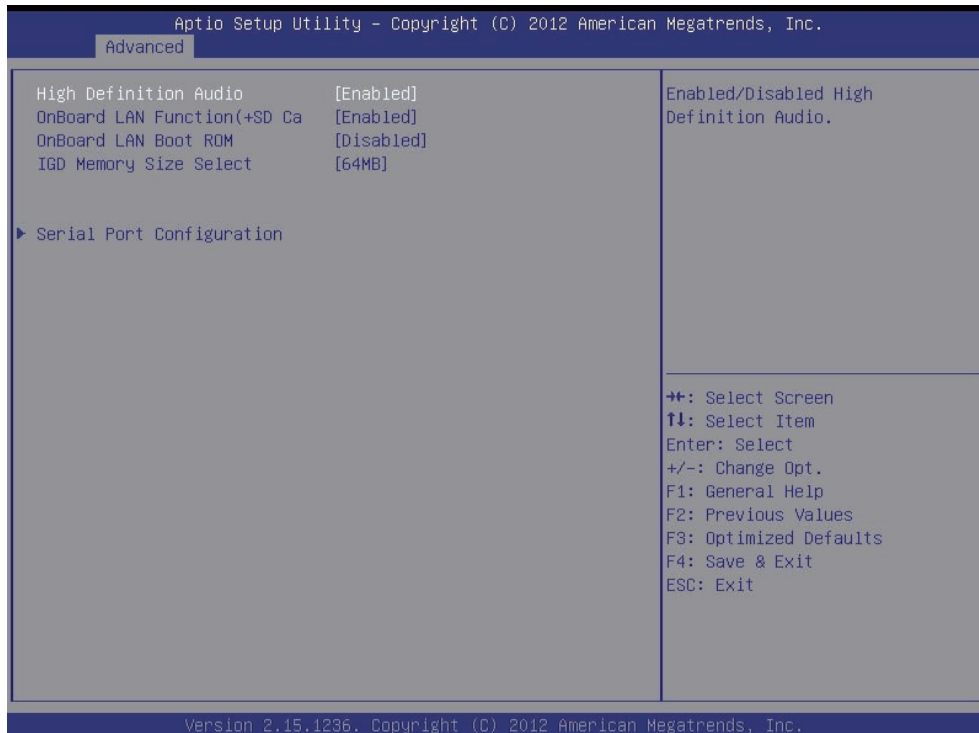 Aptio Setup Utility – Copyright (C) 2012 American Megatrends, Inc.
Advanced
High Definition Audio [Enabled]
OnBoard LAN Function(+SD Ca [Enabled]
OnBoard LAN Boot ROM [Disabled]
IGD Memory Size Select [64MB]
▶ Serial Port Configuration
Enabled/Disabled High
Definition Audio.
→←: Select Screen
↑↓: Select Item
Enter: Select
+/-: Change Opt.
F1: General Help
F2: Previous Values
F3: Optimized Defaults
F4: Save & Exit
ESC: Exit
Version 2.15.1236. Copyright (C) 2012 American Megatrends, Inc.